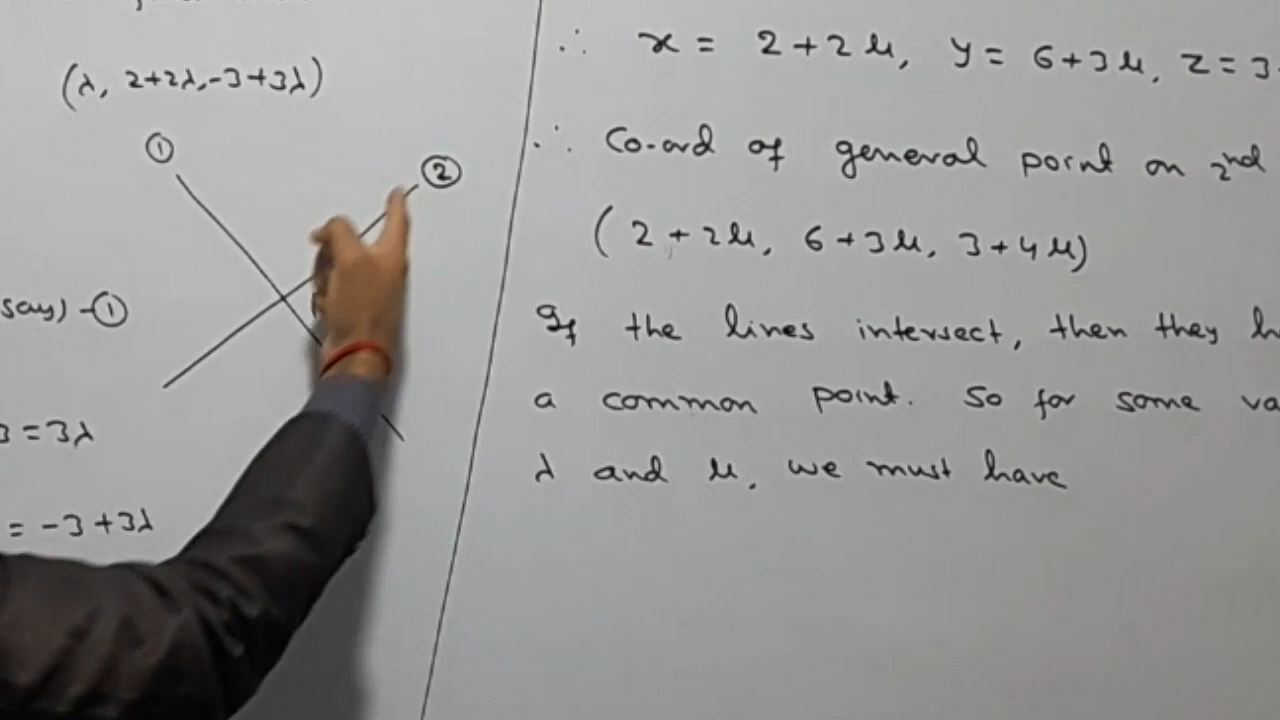 (λ, 2+2λ, -3+3λ)
①
②
say) -①
3 = 3λ
= -3+3λ
∴ x = 2+2μ, y = 6+3μ, z = 3
∴ Co-ord of general point on 2nd
(2+2μ, 6+3μ, 3+4μ)
If the lines intersect, then they h
a common point. So for some va
λ and μ, we must have